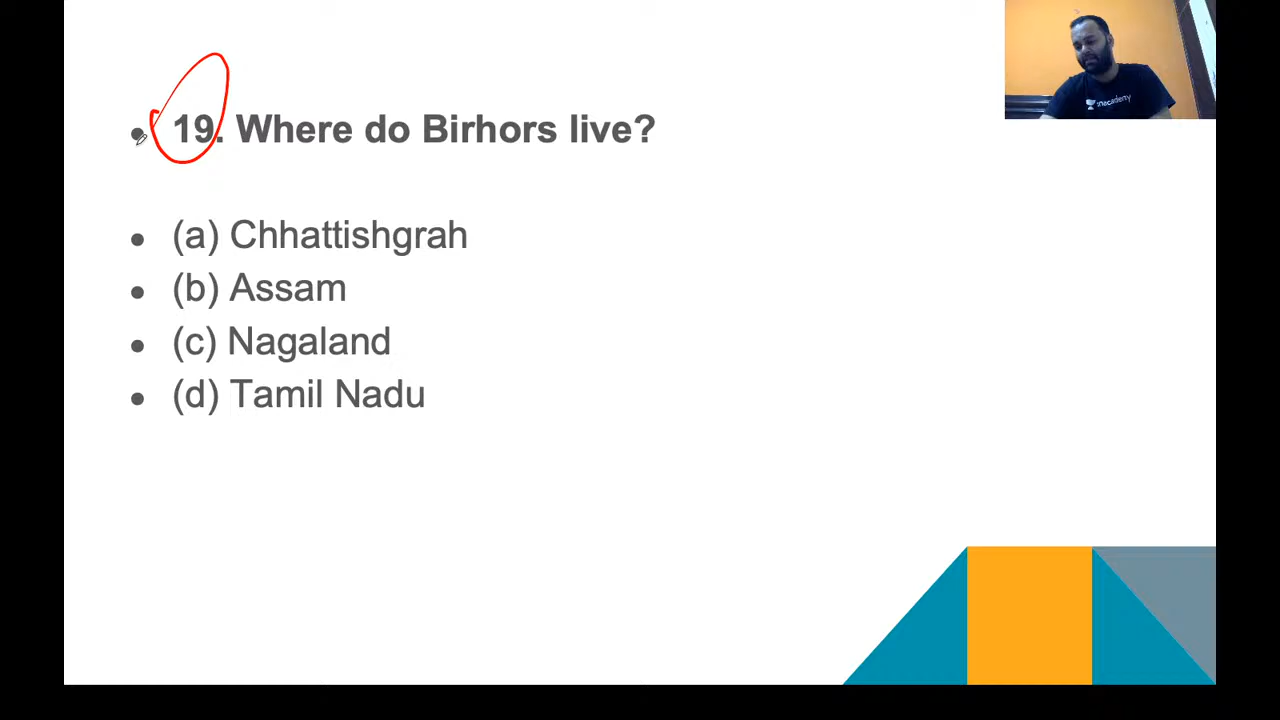 • 19. Where do Birhors live?
• (a) Chhattishgrah
• (b) Assam
• (c) Nagaland
• (d) Tamil Nadu